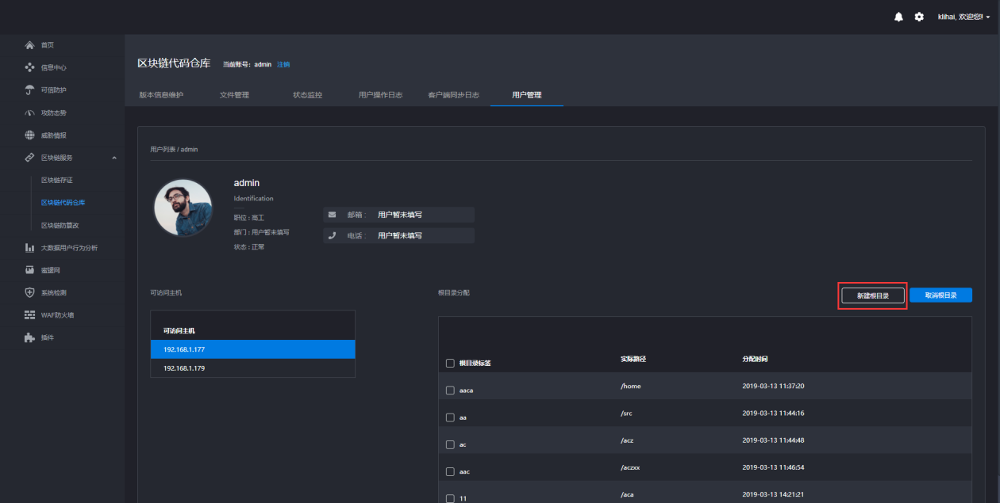 klihai, 欢迎您!
首页
信息中心
可信防护
攻防态势
威胁情报
区块链服务
区块链存证
区块链代码仓库
区块链防篡改
大数据用户行为分析
蜜罐网
系统检测
WAF防火墙
插件
区块链代码仓库 当前账号：admin 注销
版本信息维护 文件管理 状态监控 用户操作日志 客户端同步日志 用户管理
用户列表 / admin
admin
Identification
职位 : 高工
部门 : 用户暂未填写
状态 : 正常
邮箱 : 用户暂未填写
电话 : 用户暂未填写
可访问主机
可访问主机
192.168.1.177
192.168.1.179
根目录分配 新建根目录 取消根目录
根目录标签 实际路径 分配时间
aaca /home 2019-03-13 11:37:20
aa /src 2019-03-13 11:44:16
ac /acz 2019-03-13 11:44:48
aac /aczxx 2019-03-13 11:46:54
11 /aca 2019-03-13 14:21:21